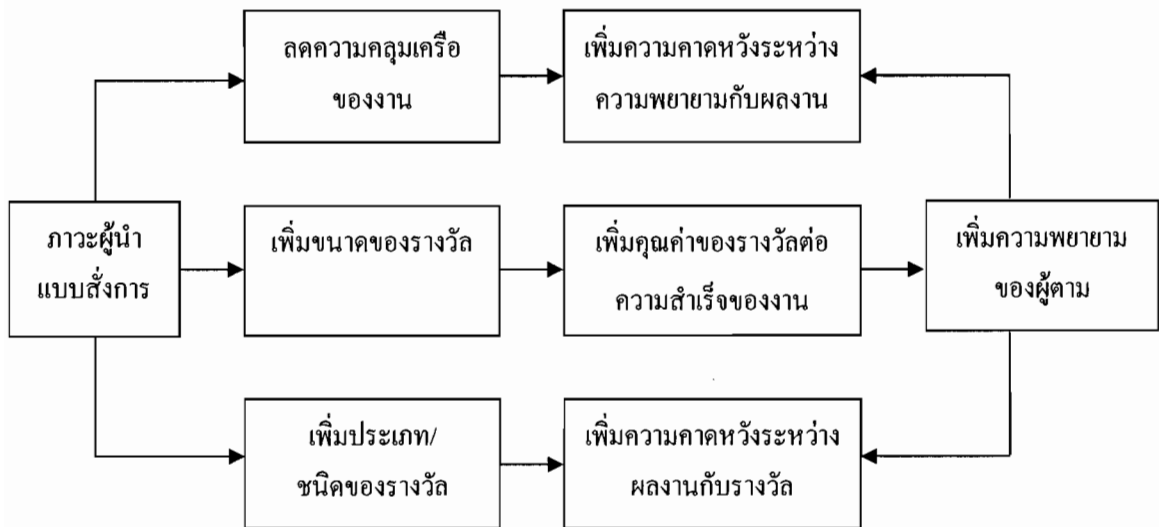 ลดความคลุมเครือ
ของงาน
เพิ่มความคาดหวังระหว่าง
ความพยายามกับผลงาน
ภาวะผู้นำ
แบบสั่งการ
เพิ่มขนาดของรางวัล
เพิ่มคุณค่าของรางวัลต่อ
ความสำเร็จของงาน
เพิ่มความพยายาม
ของผู้ตาม
เพิ่มประเภท/
ชนิดของรางวัล
เพิ่มความคาดหวังระหว่าง
ผลงานกับรางวัล